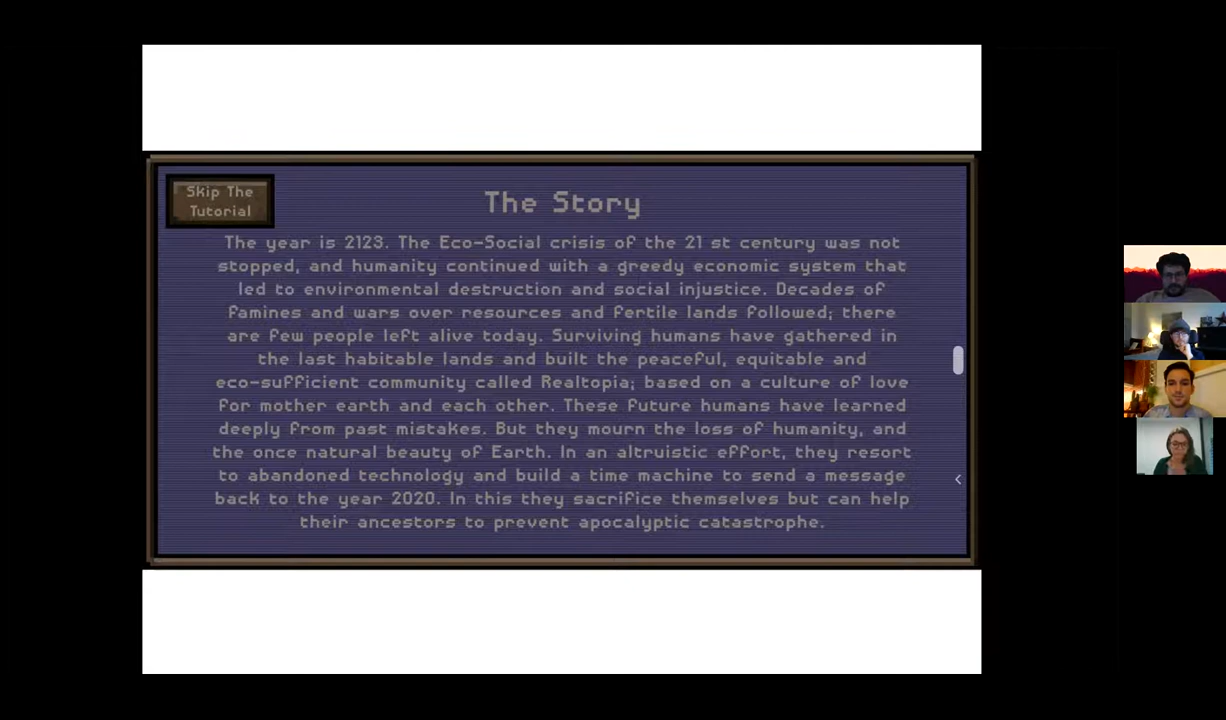 Skip The
Tutorial
The Story
The year is 2123. The Eco-Social crisis of the 21 st century was not
stopped, and humanity continued with a greedy economic system that
led to environmental destruction and social injustice. Decades of
famines and wars over resources and fertile lands followed; there
are few people left alive today. Surviving humans have gathered in
the last habitable lands and built the peaceful, equitable and
eco-sufficient community called Realtopia; based on a culture of love
for mother earth and each other. These future humans have learned
deeply from past mistakes. But they mourn the loss of humanity, and
the once natural beauty of Earth. In an altruistic effort, they resort
to abandoned technology and build a time machine to send a message
back to the year 2020. In this they sacrifice themselves but can help
their ancestors to prevent apocalyptic catastrophe.